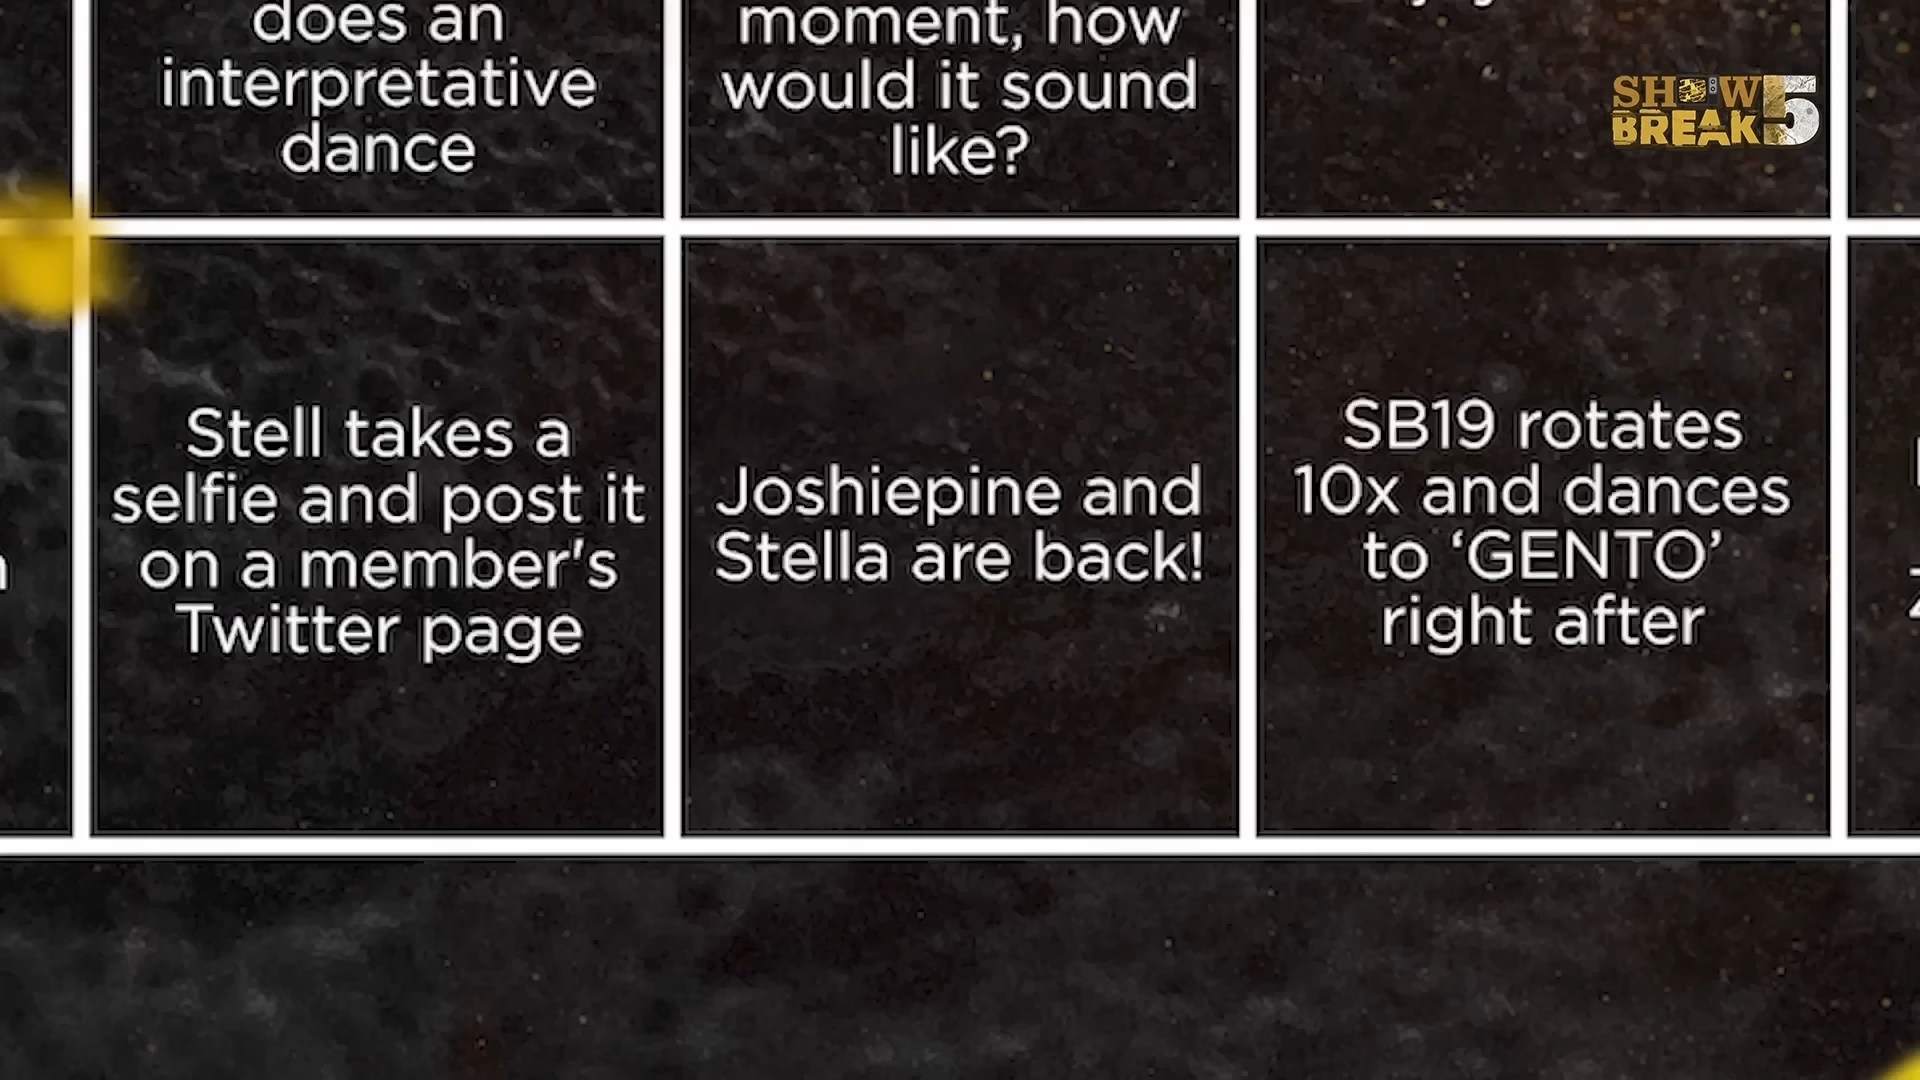 does an
interpretative
dance
moment, how
would it sound
like?
SHOW
BREAK 5
Stell takes a
selfie and post it
on a member's
Twitter page
Joshiepine and
Stella are back!
SB19 rotates
10x and dances
to ‘GENTO’
right after